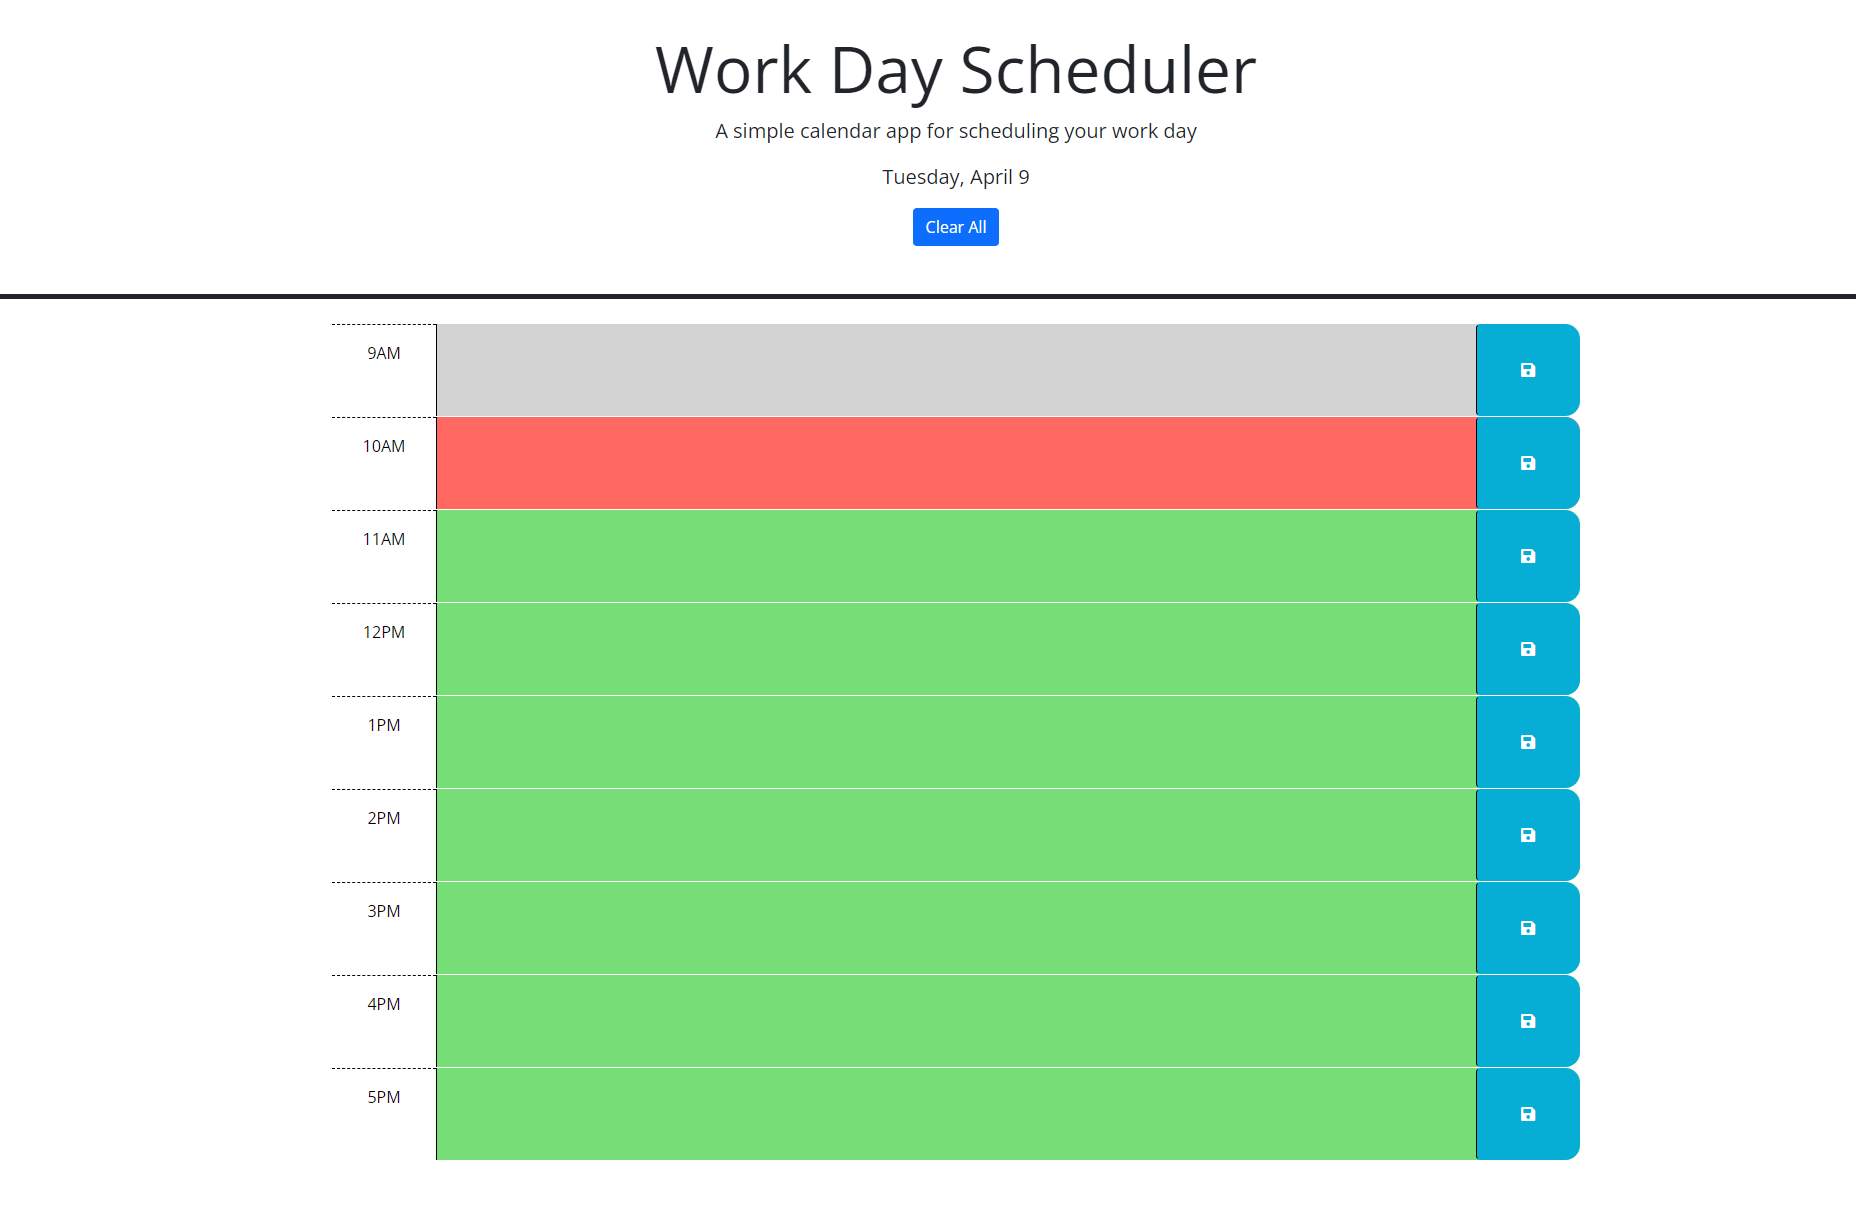 Work Day Scheduler
A simple calendar app for scheduling your work day
Tuesday, April 9
Clear All
9AM
10AM
11AM
12PM
1PM
2PM
3PM
4PM
5PM